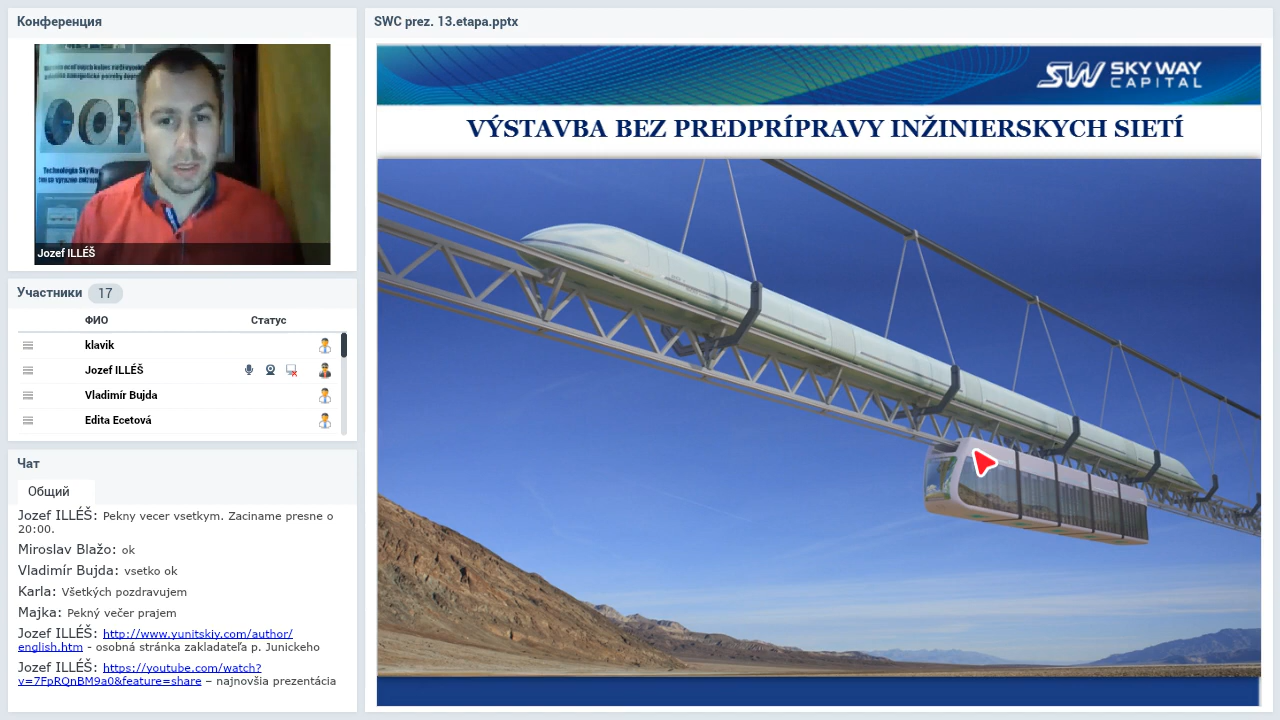 Конференция
Jozef ILLÉŠ
Участники 17
ФИО Статус
klavik
Jozef ILLÉŠ
Vladimír Bujda
Edita Ecetová
Чат
Общий
Jozef ILLÉŠ: Pekny vecer vsetkym. Zaciname presne o
20:00.
Miroslav Blažo: ok
Vladimír Bujda: vsetko ok
Karla: Všetkých pozdravujem
Majka: Pekný večer prajem
Jozef ILLÉŠ: http://www.yunitskiy.com/author/
english.htm - osobná stránka zakladateľa p. Junickeho
Jozef ILLÉŠ: https://youtube.com/watch?
v=7FpRQnBM9a0&feature=share – najnovšia prezentácia
SWC prez. 13.etapa.pptx
SW SKY WAY
CAPITAL
VÝSTAVBA BEZ PREDPRÍPRAVY INŽINIERSKYCH SIETÍ